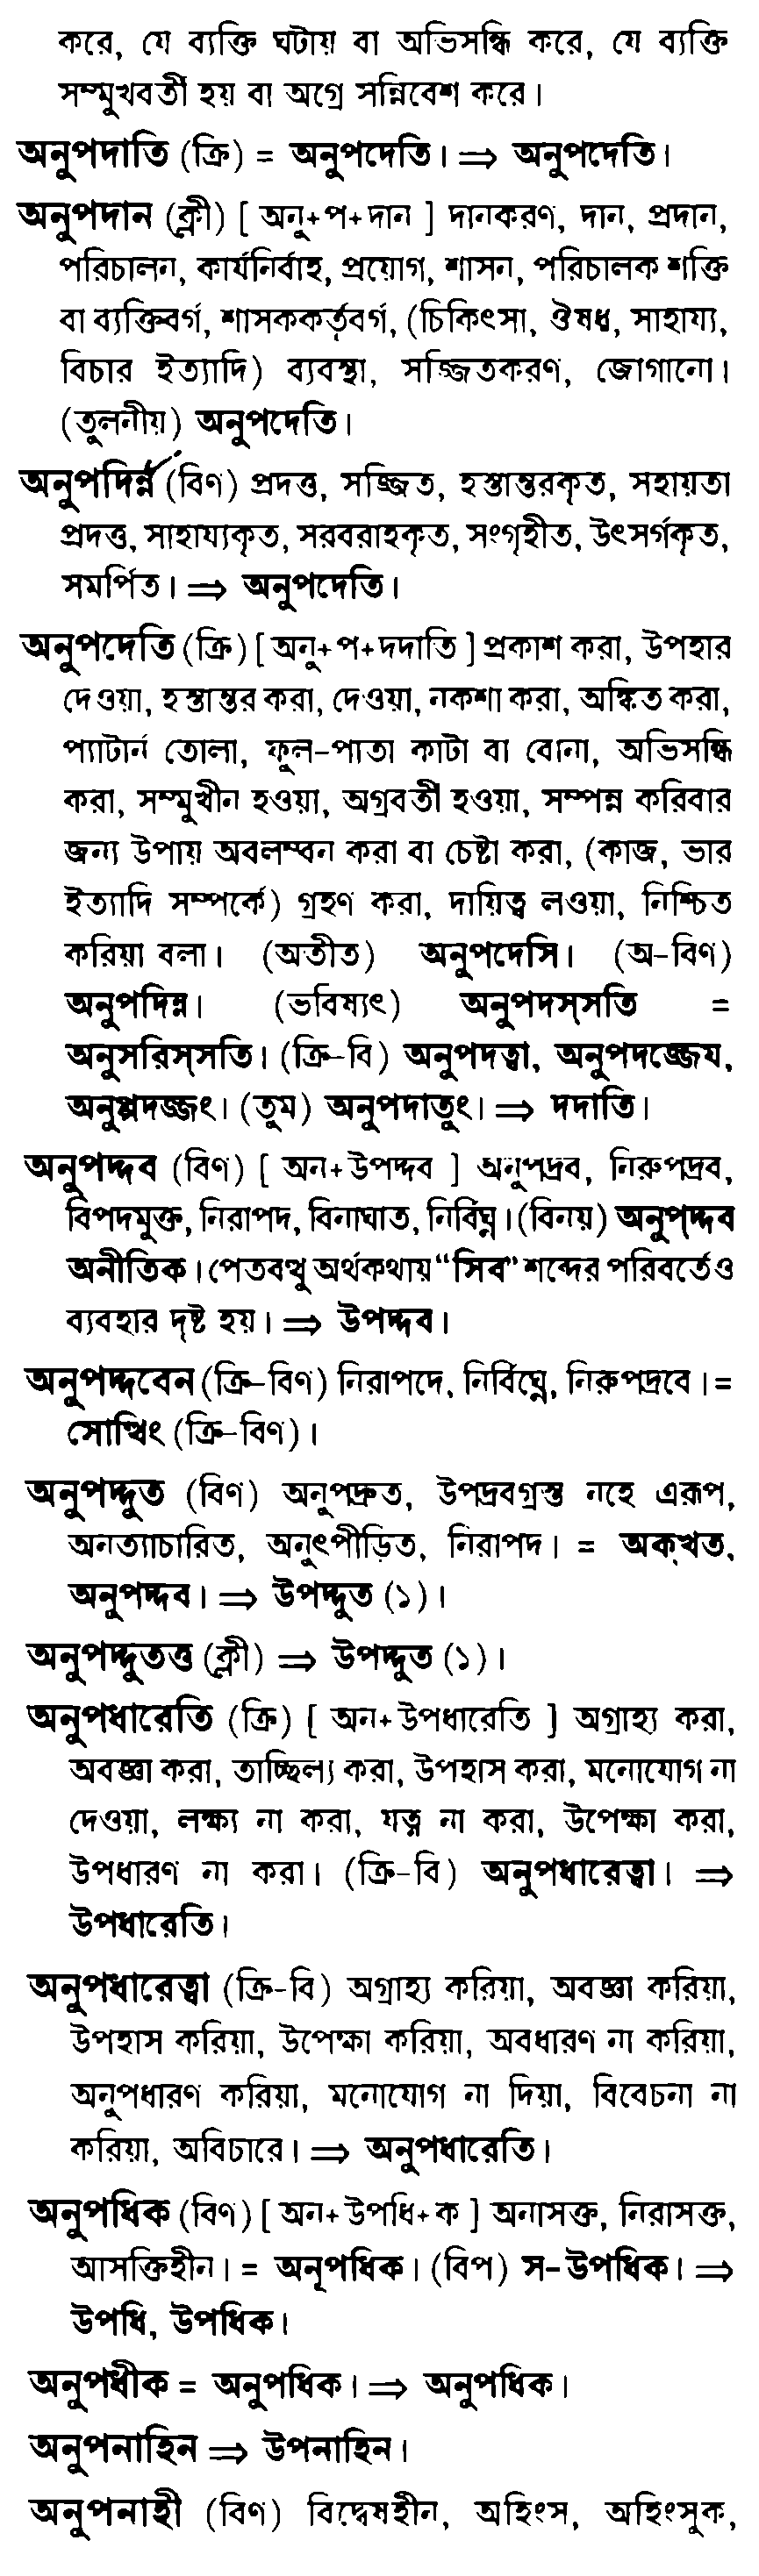 করে, যে ব্যক্তি ঘটায় বা অভিসন্ধি করে, যে ব্যক্তি
সম্মুখবর্তী হয় বা অগ্রে সন্নিবেশ করে।
অনুপদাতি (ক্রি) = অনুপদেতি। ⇒ অনুপদেতি।
অনুপদান (ক্লী) [ অনু+প+দান ] দানকরণ, দান, প্রদান,
পরিচালন, কার্যনির্বাহ, প্রয়োগ, শাসন, পরিচালক শক্তি
বা ব্যক্তিবর্গ, শাসককর্তৃবর্গ, (চিকিৎসা, ঔষধ, সাহায্য,
বিচার ইত্যাদি) ব্যবস্থা, সজ্জিতকরণ, জোগানো।
(তুলনীয়) অনুপদেতি।
অনুপদিন্ন (বিণ) প্রদত্ত, সজ্জিত, হস্তান্তরকৃত, সহায়তা
প্রদত্ত, সাহায্যকৃত, সরবরাহকৃত, সংগৃহীত, উৎসর্গকৃত,
সমর্পিত। ⇒ অনুপদেতি।
অনুপদেতি (ক্রি) [ অনু+প+দদাতি ] প্রকাশ করা, উপহার
দেওয়া, হস্তান্তর করা, দেওয়া, নকশা করা, অঙ্কিত করা,
প্যাটার্ন তোলা, ফুল-পাতা কাটা বা বোনা, অভিসন্ধি
করা, সম্মুখীন হওয়া, অগ্রবর্তী হওয়া, সম্পন্ন করিবার
জন্য উপায় অবলম্বন করা বা চেষ্টা করা, (কাজ, ভার
ইত্যাদি সম্পর্কে) গ্রহণ করা, দায়িত্ব লওয়া, নিশ্চিত
করিয়া বলা। (অতীত) অনুপদেসি। (অ-বিণ)
অনুপদিন্ন। (ভবিষ্যৎ) অনুপদস্সতি =
অনুসরিস্সতি। (ক্রি-বি) অনুপদত্বা, অনুপদজ্জেয,
অনুপ্পদজ্জং। (তুম) অনুপদাতুং। ⇒ দদাতি।
অনুপদ্দব (বিণ) [ অন+উপদ্দব ] অনুপদ্রব, নিরুপদ্রব,
বিপদমুক্ত, নিরাপদ, বিনাঘাত, নির্বিঘ্ন। (বিনয়) অনুপদ্দব
অনীতিক। পেতবত্থু অর্থকথায় “সিব” শব্দের পরিবর্তেও
ব্যবহার দৃষ্ট হয়। ⇒ উপদ্দব।
অনুপদ্দবেন (ক্রি-বিণ) নিরাপদে, নির্বিঘ্নে, নিরুপদ্রবে। =
সোত্থিং (ক্রি-বিণ)।
অনুপদ্দুত (বিণ) অনুপদ্রুত, উপদ্রবগ্রস্ত নহে এরূপ,
অনত্যাচারিত, অনুৎপীড়িত, নিরাপদ। = অক্খত,
অনুপদ্দব। ⇒ উপদ্দুত (১)।
অনুপদ্দুতত্ত (ক্লী) ⇒ উপদ্দুত (১)।
অনুপধারেতি (ক্রি) [ অন+উপধারেতি ] অগ্রাহ্য করা,
অবজ্ঞা করা, তাচ্ছিল্য করা, উপহাস করা, মনোযোগ না
দেওয়া, লক্ষ্য না করা, যত্ন না করা, উপেক্ষা করা,
উপধারণ না করা। (ক্রি-বি) অনুপধারেত্বা। ⇒
উপধারেতি।
অনুপধারেত্বা (ক্রি-বি) অগ্রাহ্য করিয়া, অবজ্ঞা করিয়া,
উপহাস করিয়া, উপেক্ষা করিয়া, অবধারণ না করিয়া,
অনুপধারণ করিয়া, মনোযোগ না দিয়া, বিবেচনা না
করিয়া, অবিচারে। ⇒ অনুপধারেতি।
অনুপধিক (বিণ) [ অন+উপধি+ক ] অনাসক্ত, নিরাসক্ত,
আসক্তিহীন। = অনূপধিক। (বিপ) স-উপধিক। ⇒
উপধি, উপধিক।
অনুপধীক = অনুপধিক। ⇒ অনুপধিক।
অনুপনাহিন ⇒ উপনাহিন।
অনুপনাহী (বিণ) বিদ্বেষহীন, অহিংস, অহিংসুক,